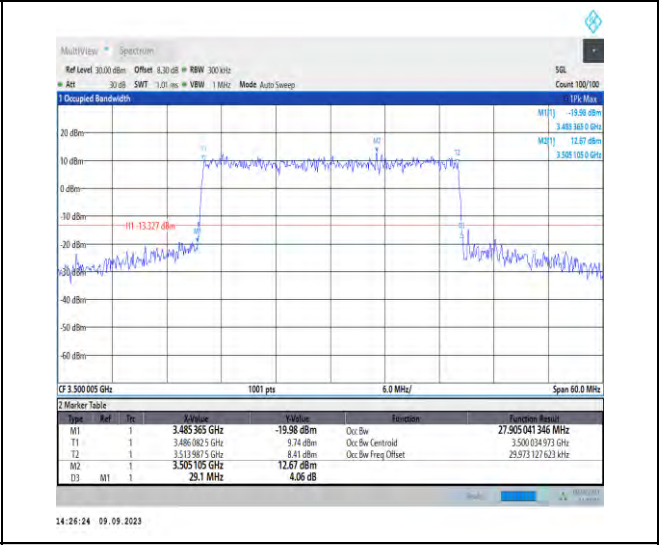 MultiView Spectrum
Ref Level 30.00 dBm Offset 8.30 dB RBW 300 kHz SGL
Att 30 dB SWT 1.01 ms VBW 1 MHz Mode Auto Sweep Count 100/100
1 Occupied Bandwidth 1Pk Max
M1[1] -19.98 dBm
3.485 365 0 GHz
20 dBm
M2[1] 12.67 dBm
3.505 105 0 GHz
M2
10 dBm
0 dBm
-10 dBm
H1 -13.327 dBm
-20 dBm
-30 dBm
-40 dBm
-50 dBm
-60 dBm
CF 3.500 005 GHz 1001 pts 6.0 MHz/ Span 60.0 MHz
2 Marker Table
Type Ref Trc X-Value Y-Value Function Function Result
M1 1 3.485 365 GHz -19.98 dBm Occ Bw 27.905 041 346 MHz
T1 1 3.486 082 5 GHz 9.74 dBm Occ Bw Centroid 3.500 034 973 GHz
T2 1 3.513 987 5 GHz 8.41 dBm Occ Bw Freq Offset 29.973 127 623 kHz
M2 1 3.505 105 GHz 12.67 dBm
D3 M1 1 29.1 MHz 4.06 dB
14:26:24 09.09.2023